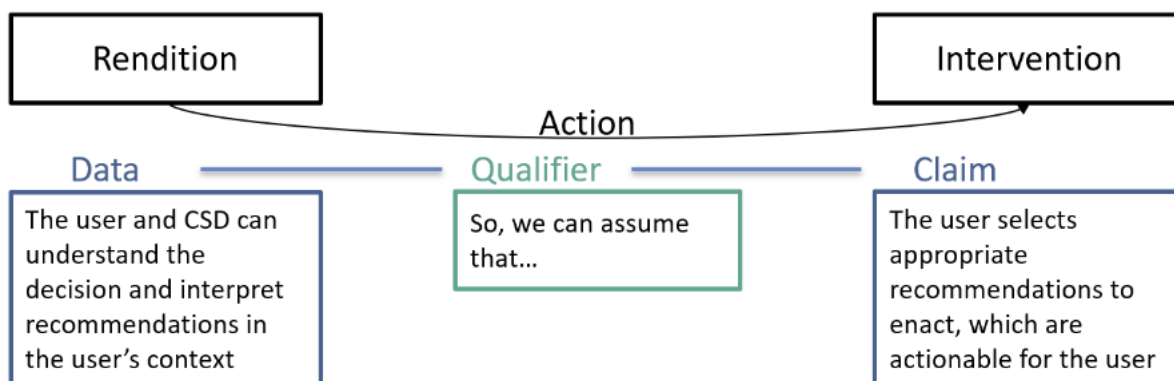 Rendition
Intervention
Action
Data
Qualifier
Claim
The user and CSD can
understand the
decision and interpret
recommendations in
the user's context
So, we can assume
that...
The user selects
appropriate
recommendations to
enact, which are
actionable for the user